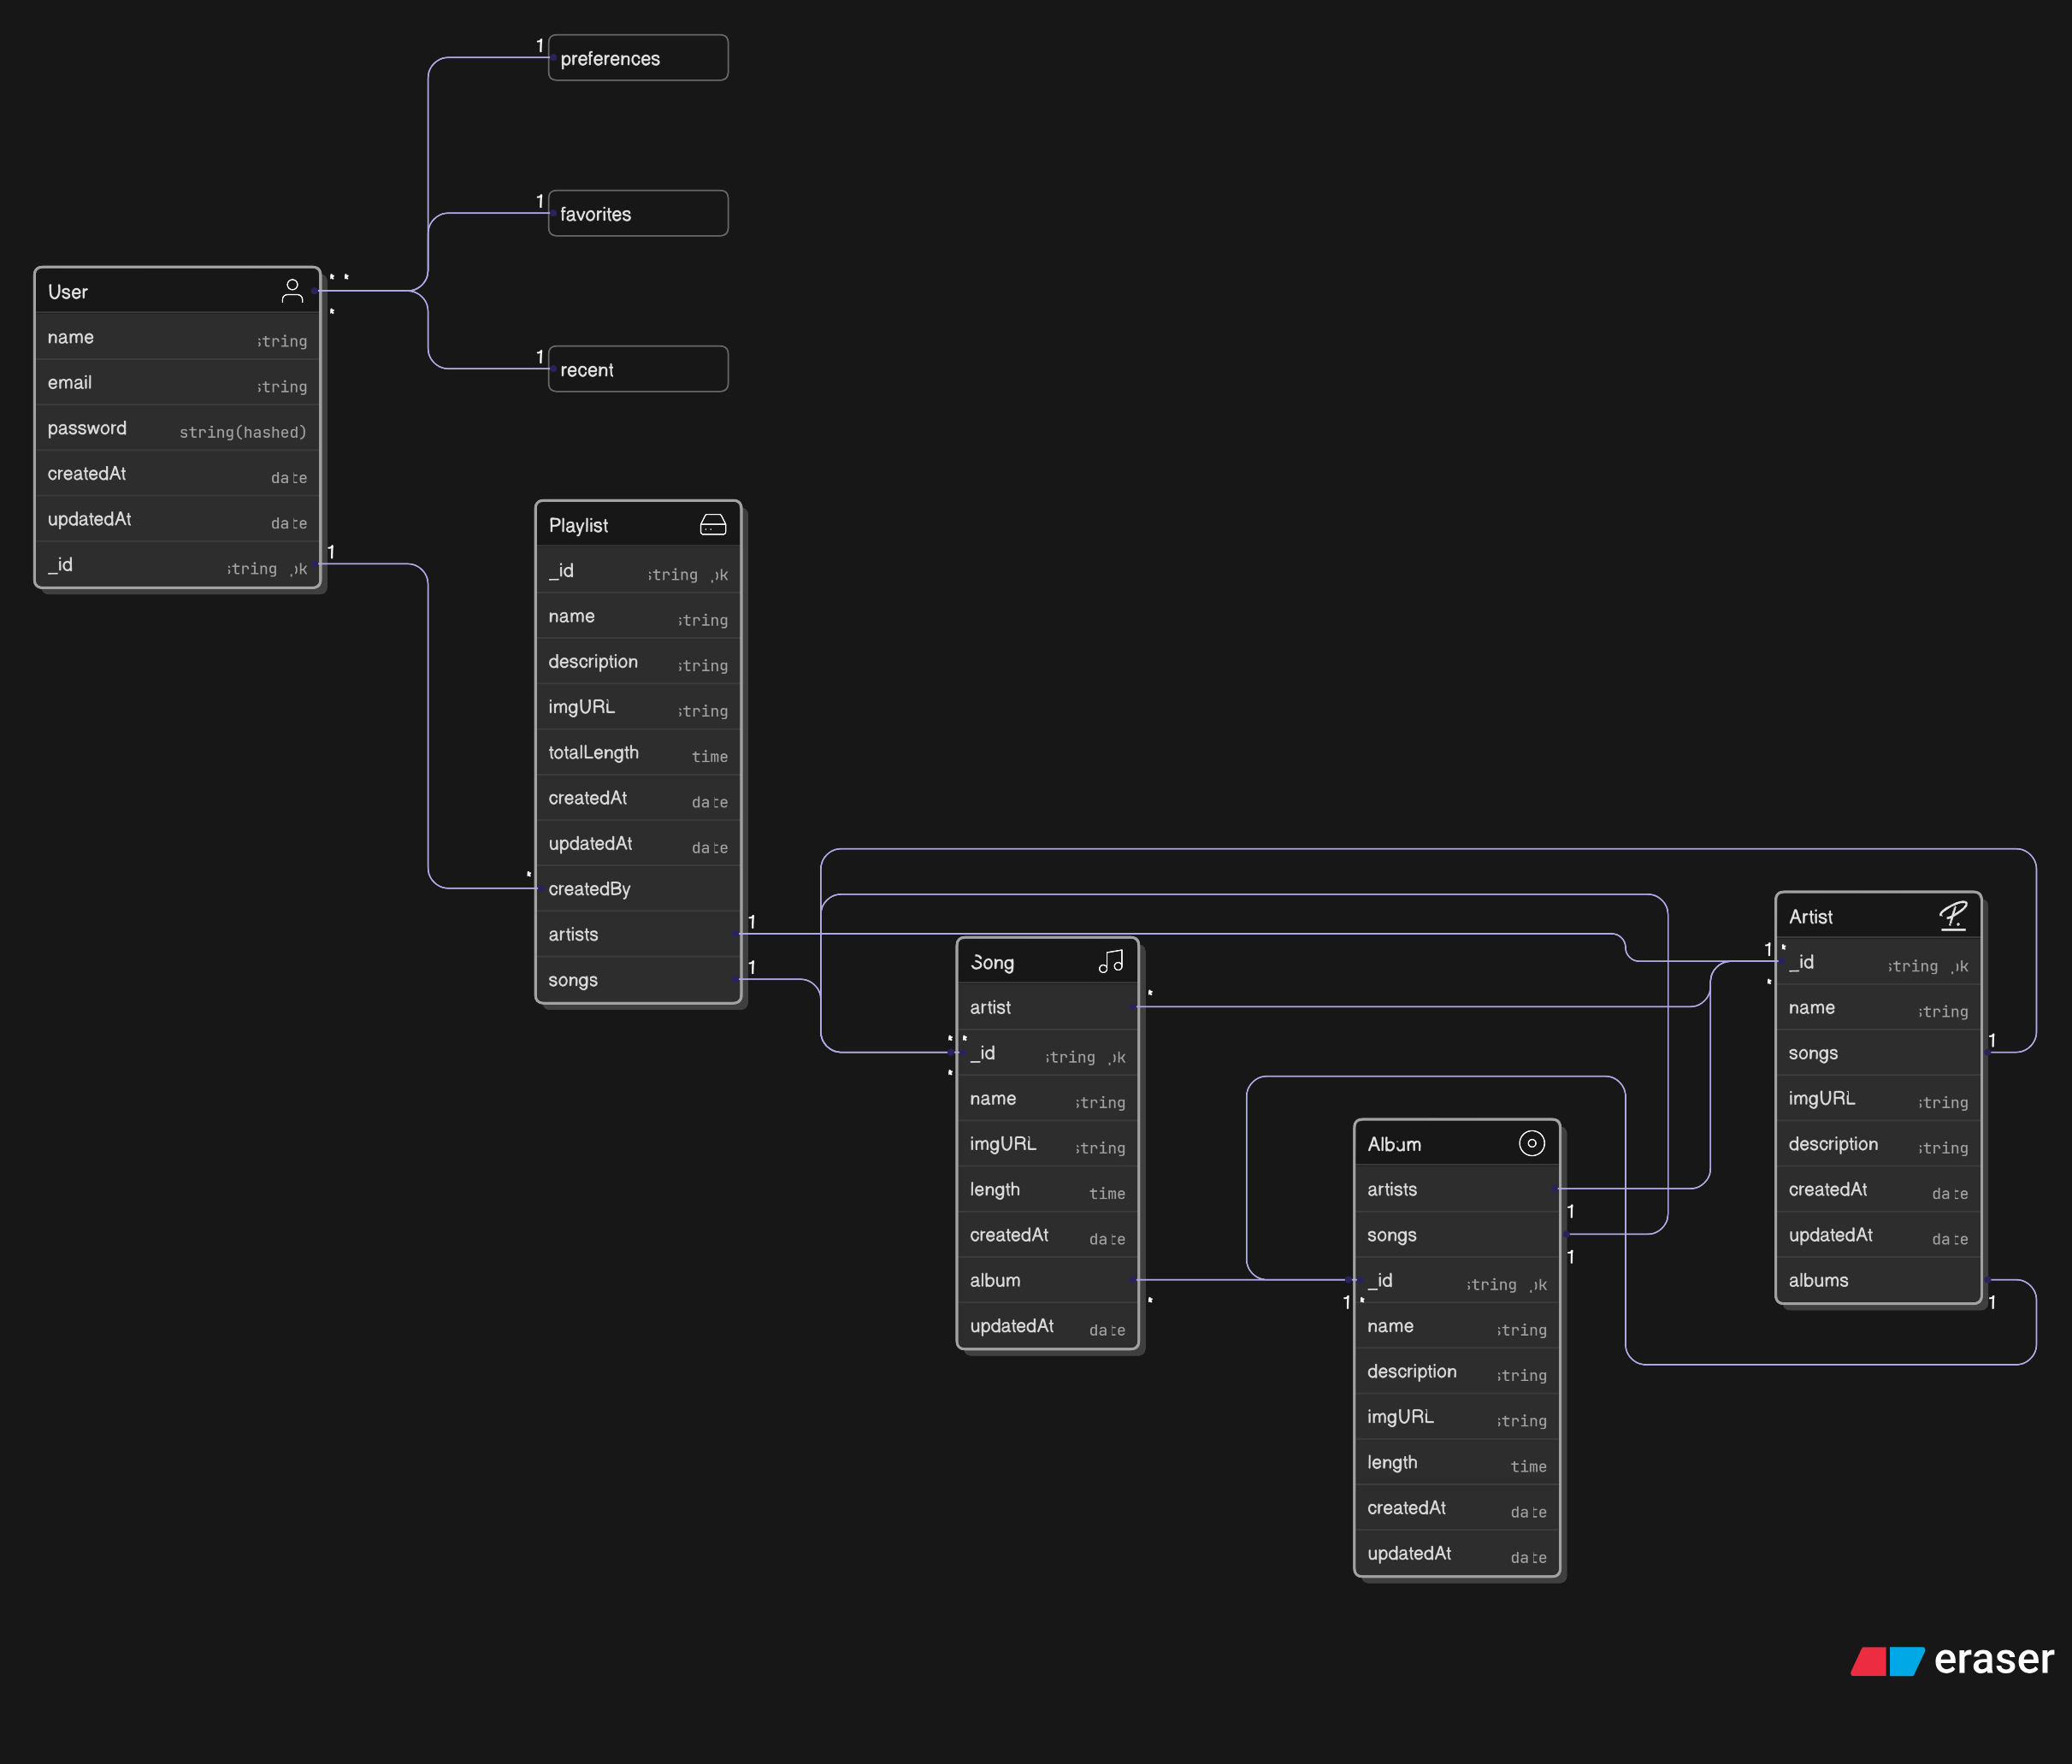 1
preferences
1
favorites
1
recent
User
* *
*
name string
email string
password string(hashed)
createdAt date
updatedAt date
_id string pk
1
Playlist
_id string pk
name string
description string
imgURL string
totalLength time
createdAt date
updatedAt date
*
createdBy
artists
1
songs
1
Song
artist
*
* *
*
_id string pk
name string
imgURL string
length time
createdAt date
album
*
updatedAt date
Album
artists
1
songs
1
_id string pk
1 *
name string
description string
imgURL string
length time
createdAt date
updatedAt date
Artist
1 *
*
_id string pk
name string
songs
1
imgURL string
description string
createdAt date
updatedAt date
albums
1
eraser